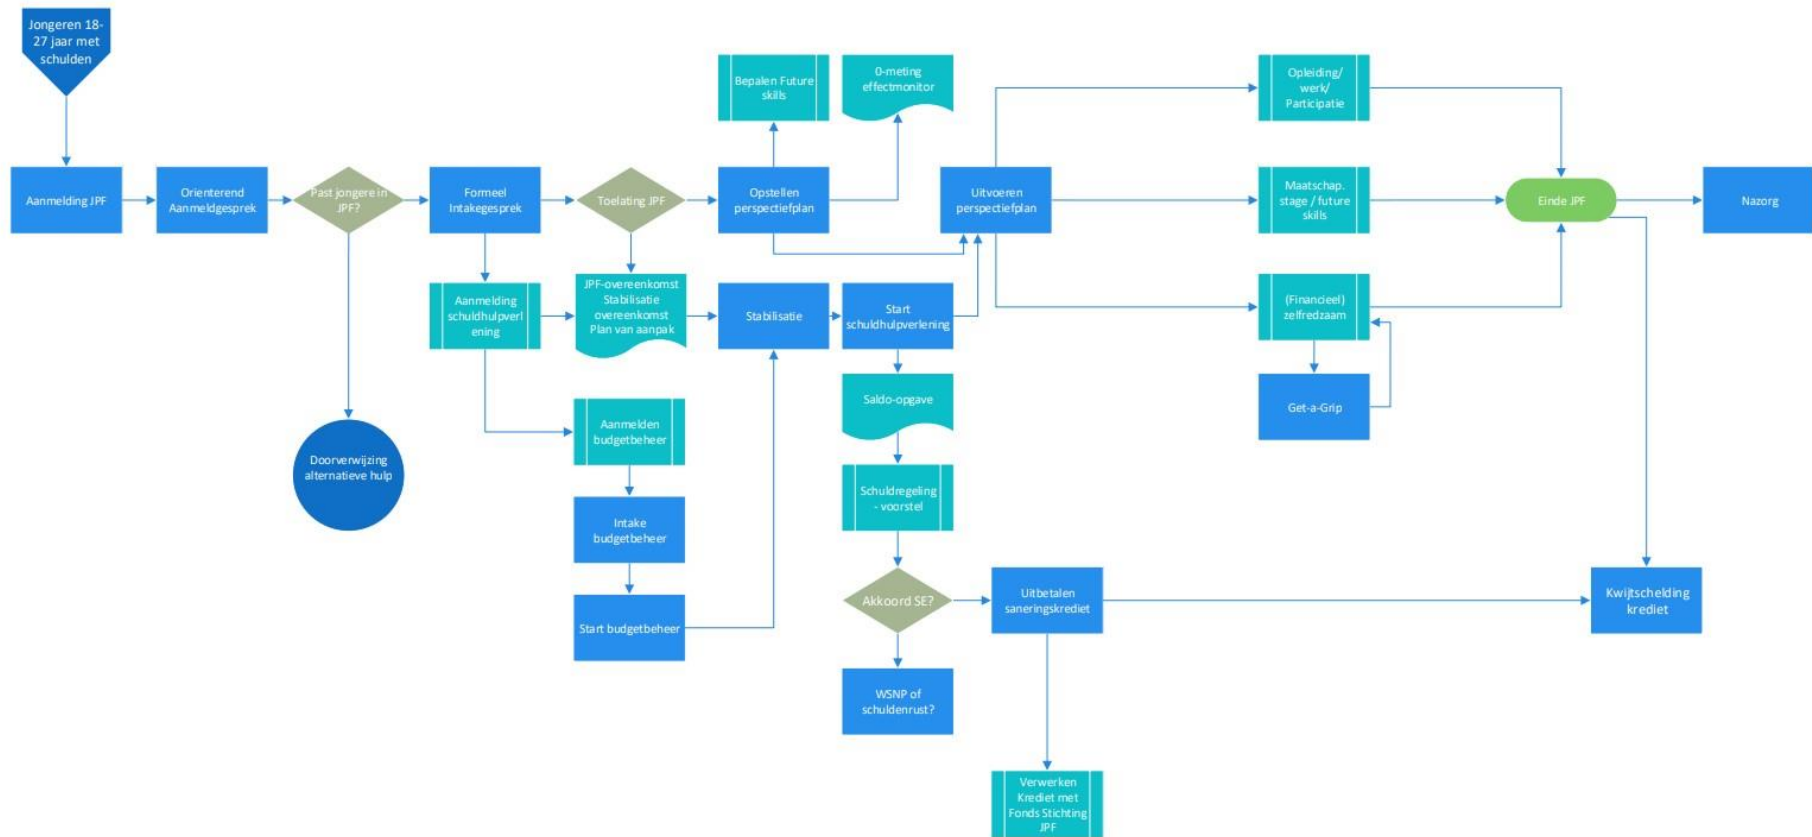 Jongeren 18-
27 jaar met
schulden
Bepalen Future
skills
0-meting
effectmonitor
Opleiding/
werk/
Participatie
Aanmelding JPF
Orienterend
Aanmeldgesprek
Past jongere in
JPF?
Formeel
Intakegesprek
Toelating JPF
Opstellen
perspectiefplan
Uitvoeren
perspectiefplan
Maatschap.
stage / future
skills
Einde JPF
Nazorg
Aanmelding
schuldhulpverl
ening
JPF-overeenkomst
Stabilisatie
overeenkomst
Plan van aanpak
Stabilisatie
Start
schuldhulpverlening
(Financieel)
zelfredzaam
Saldo-opgave
Get-a-Grip
Aanmelden
budgetbeheer
Doorverwijzing
alternatieve hulp
Schuldregeling
- voorstel
Intake
budgetbeheer
Akkoord SE?
Uitbetalen
saneringskrediet
Kwijtschelding
krediet
Start budgetbeheer
WSNP of
schuldenrust?
Verwerken
Krediet met
Fonds Stichting
JPF